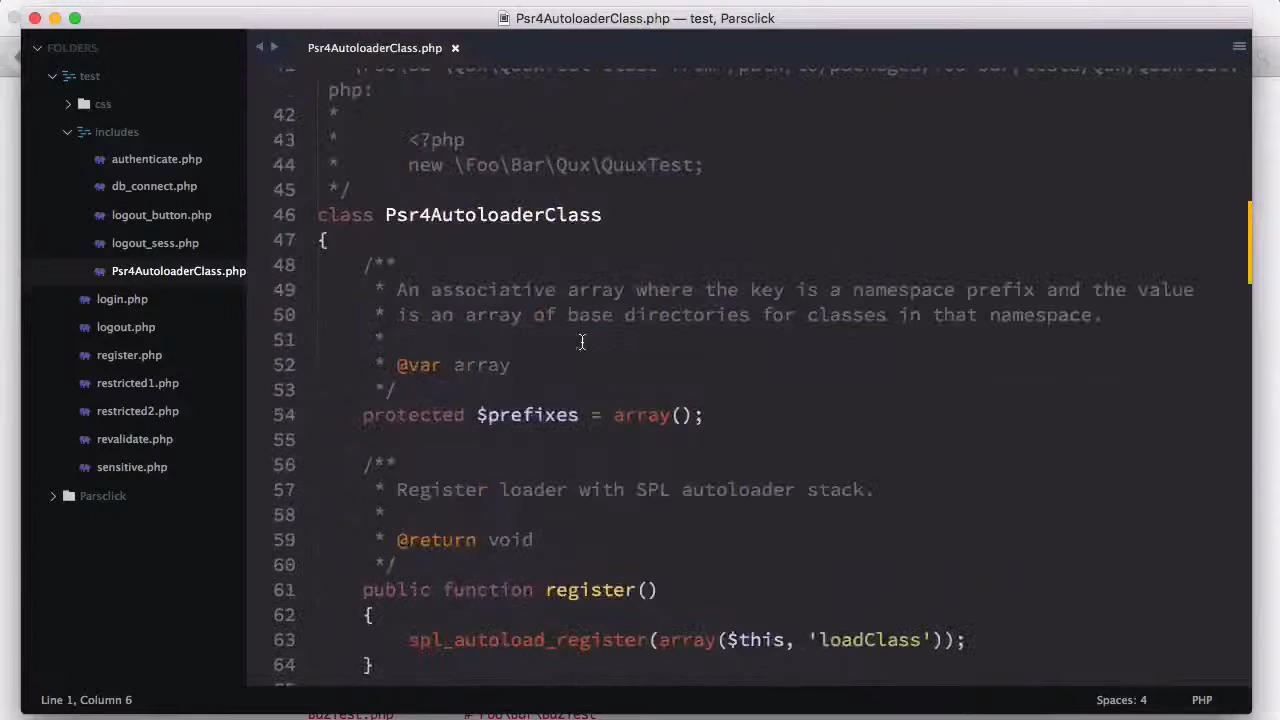 Psr4AutoloaderClass.php — test, Parsclick
FOLDERS
test
css
includes
authenticate.php
db_connect.php
logout_button.php
logout_sess.php
Psr4AutoloaderClass.php
login.php
logout.php
register.php
restricted1.php
restricted2.php
revalidate.php
sensitive.php
Parsclick
Psr4AutoloaderClass.php ×
php:
42 *
43 * <?php
44 * new \Foo\Bar\Qux\QuuxTest;
45 */
46 class Psr4AutoloaderClass
47 {
48 /**
49 * An associative array where the key is a namespace prefix and the value
50 * is an array of base directories for classes in that namespace.
51 *
52 * @var array
53 */
54 protected $prefixes = array();
55
56 /**
57 * Register loader with SPL autoloader stack.
58 *
59 * @return void
60 */
61 public function register()
62 {
63 spl_autoload_register(array($this, 'loadClass'));
64 }
Line 1, Column 6
Spaces: 4
PHP